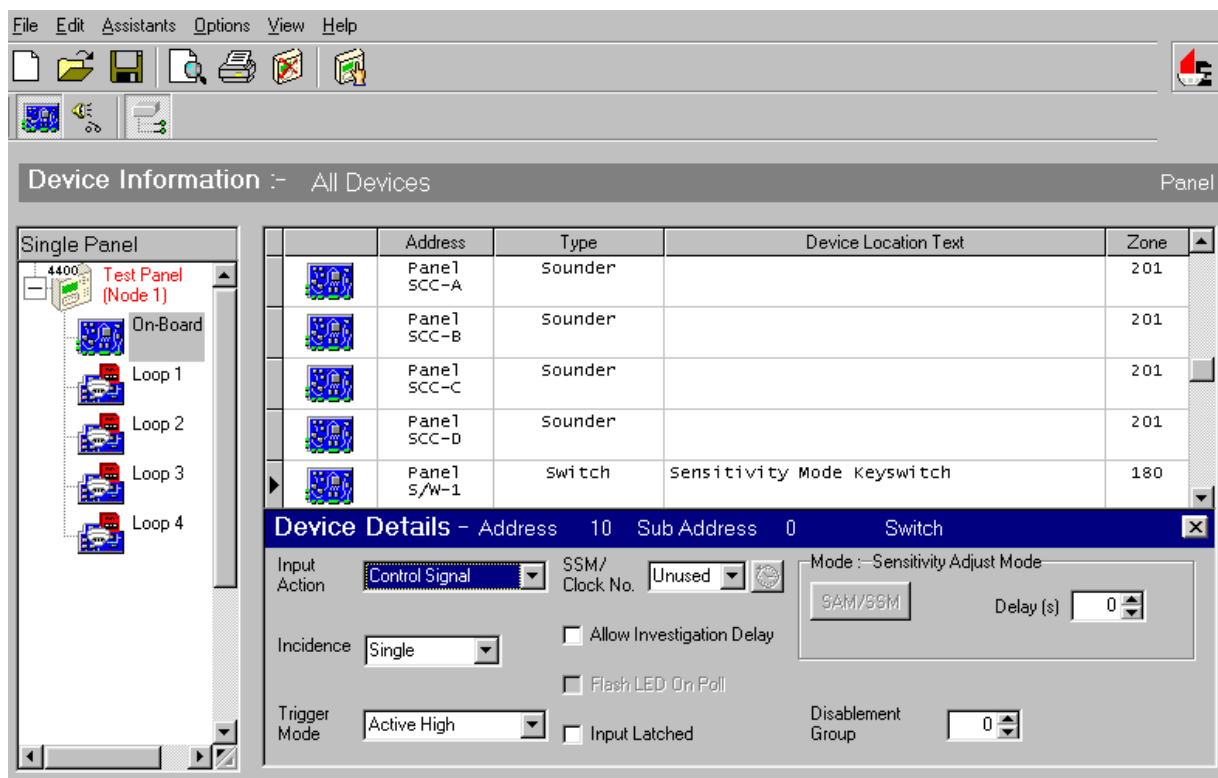 File Edit Assistants Options View Help
Device Information :- All Devices Panel
Single Panel
4400
Test Panel
(Node 1)
On-Board
Loop 1
Loop 2
Loop 3
Loop 4
Address Type Device Location Text Zone
Panel Sounder 201
SCC-A
Panel Sounder 201
SCC-B
Panel Sounder 201
SCC-C
Panel Sounder 201
SCC-D
Panel Switch Sensitivity Mode Keyswitch 180
S/W-1
Device Details - Address 10 Sub Address 0 Switch
Input
Action
Control Signal
SSM/
Clock No.
Unused
Mode :-Sensitivity Adjust Mode
SAM/SSM
Delay (s) 0
Incidence Single
Allow Investigation Delay
Flash LED On Poll
Trigger
Mode
Active High
Input Latched
Disablement
Group
0